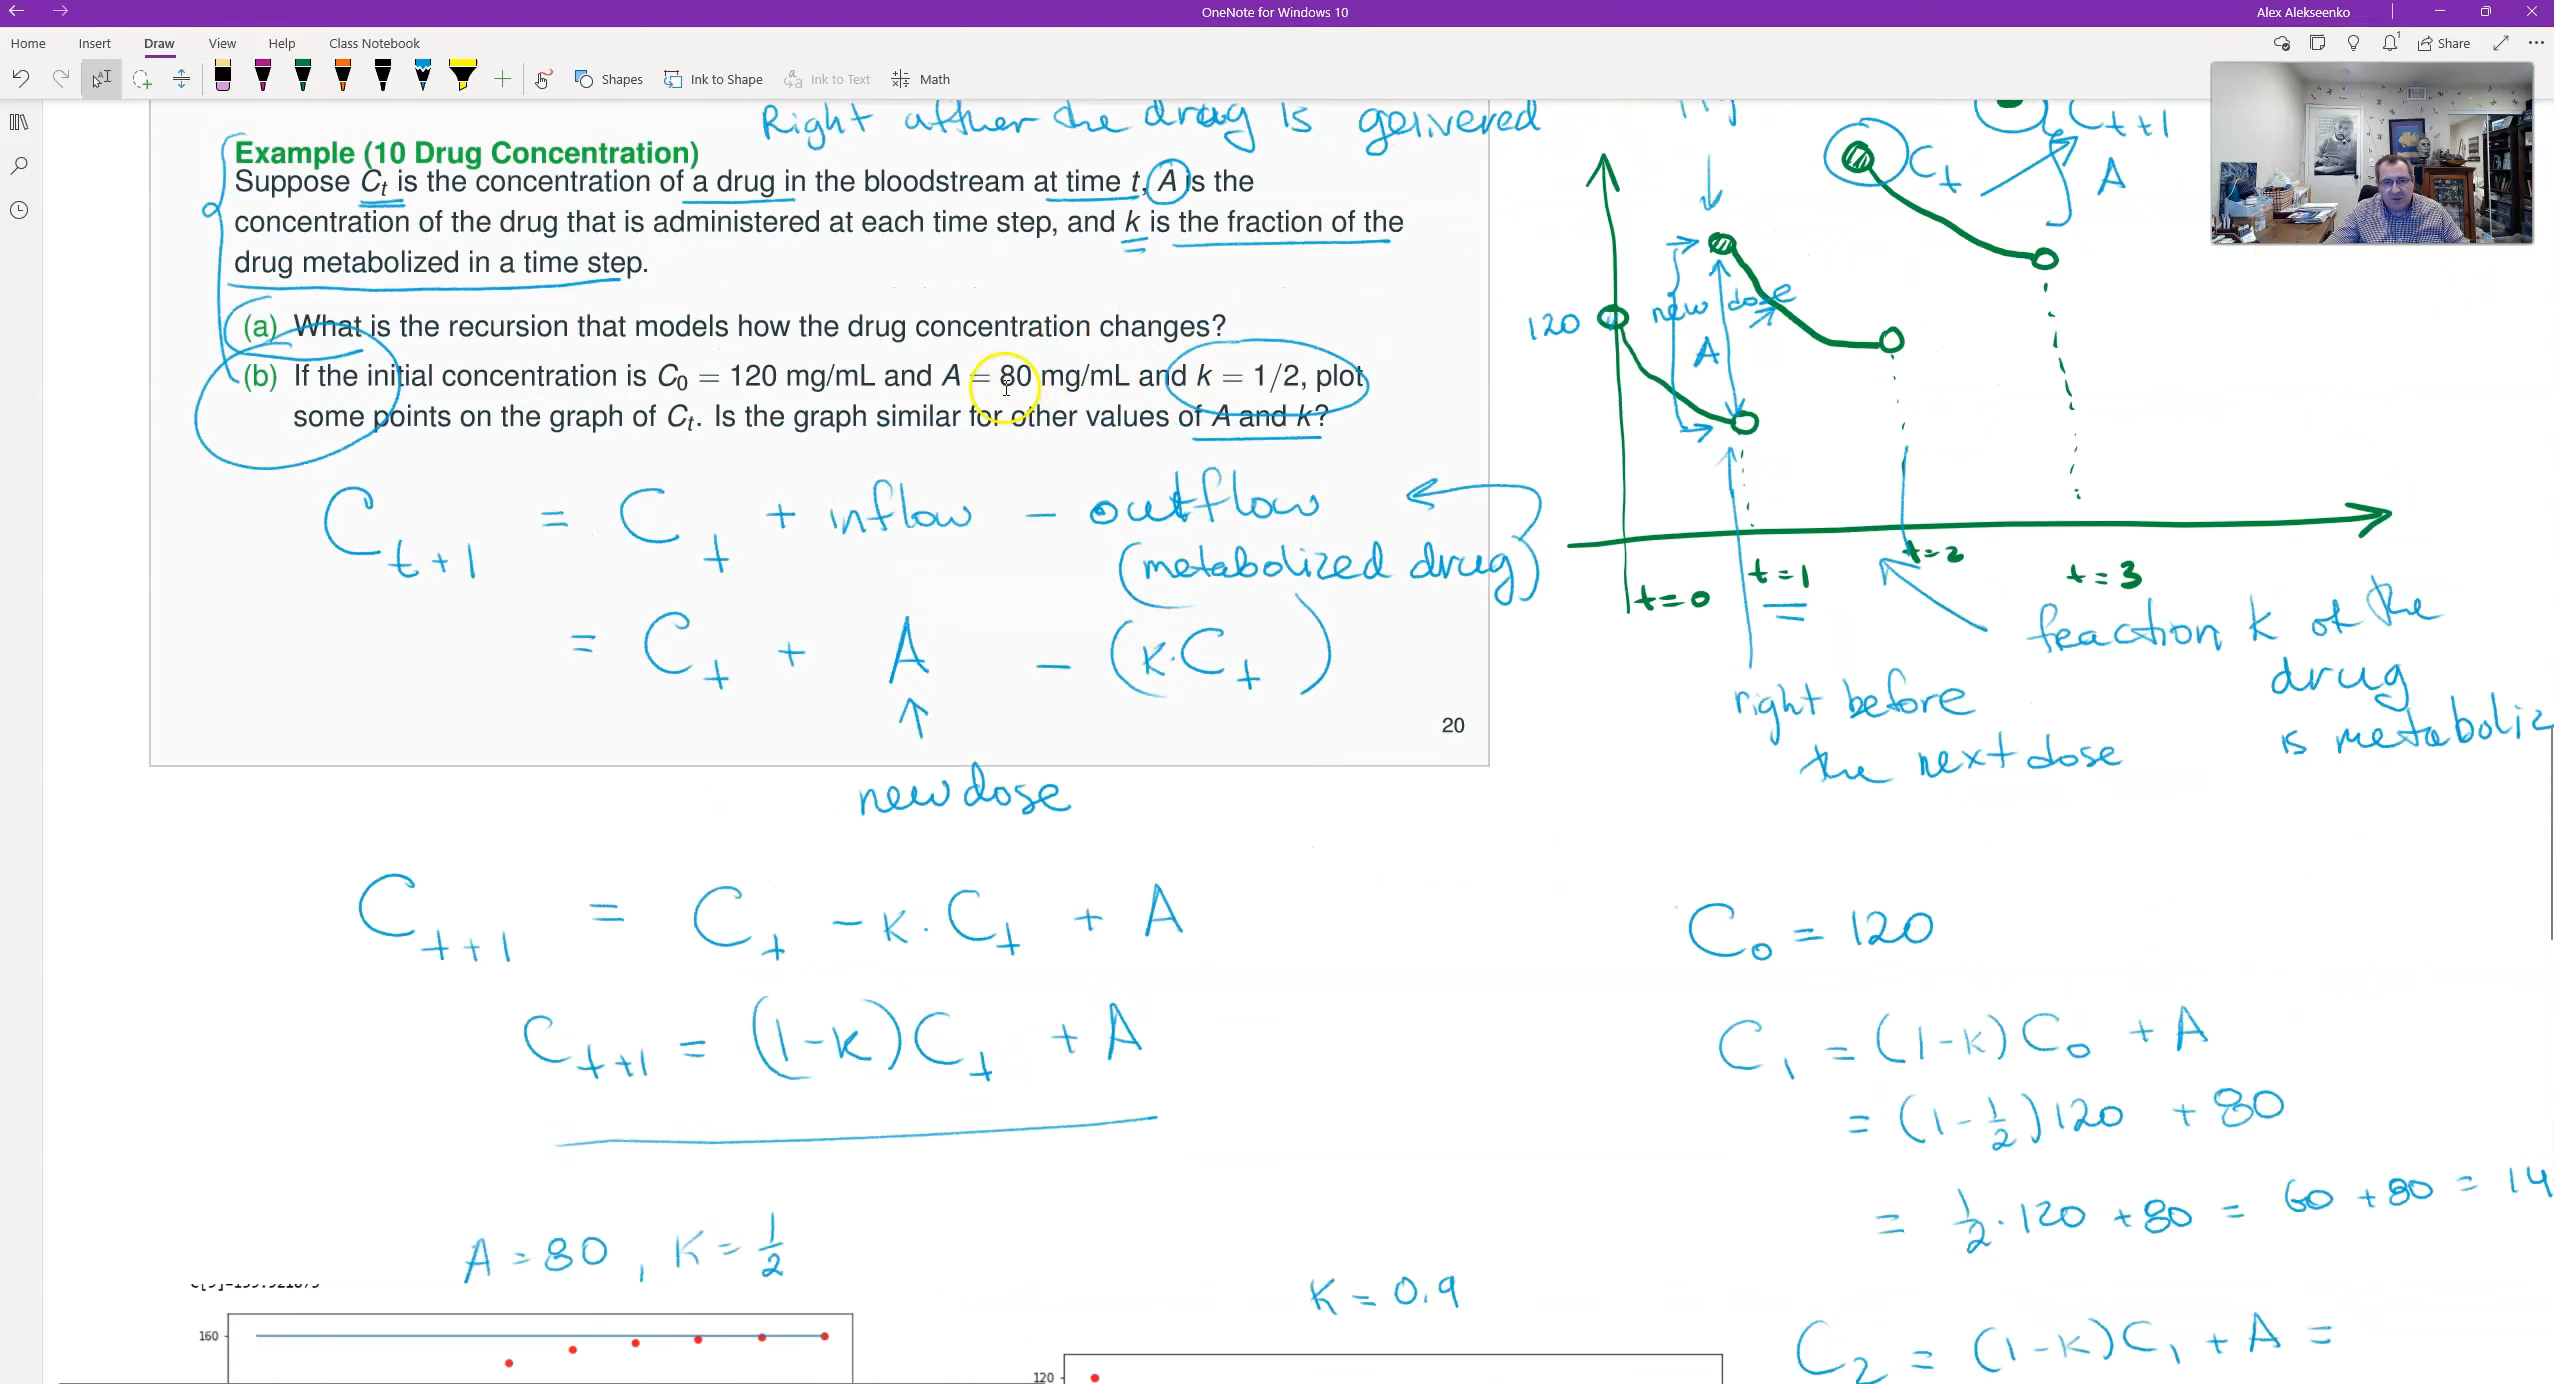 OneNote for Windows 10
Alex Alekseenko
Home Insert Draw View Help Class Notebook
Share
Shapes Ink to Shape Ink to Text Math
Right afther the drug is gelivered
Example (10 Drug Concentration)
Suppose Ct is the concentration of a drug in the bloodstream at time t, A is the
concentration of the drug that is administered at each time step, and k is the fraction of the
drug metabolized in a time step.
(a) What is the recursion that models how the drug concentration changes?
(b) If the initial concentration is C0 = 120 mg/mL and A = 80 mg/mL and k = 1/2, plot
some points on the graph of Ct. Is the graph similar for other values of A and k?
Ct+1 = Ct + inflow - outflow
(metabolized drug)
= Ct + A - (k·Ct)
new dose
20
Ct+1
Ct
A
120
new dose
A
t=0
t=1
t=2
t=3
fraction k of the
drug
is metaboliz
right before
the next dose
Ct+1 = Ct - k·Ct + A
Ct+1 = (1-k)Ct + A
A = 80, k = 1/2
C0 = 120
C1 = (1-k)C0 + A
= (1-1/2)120 + 80
= 1/2·120 + 80 = 60 + 80 = 14
C2 = (1-k)C1 + A =
k = 0.9
160
120